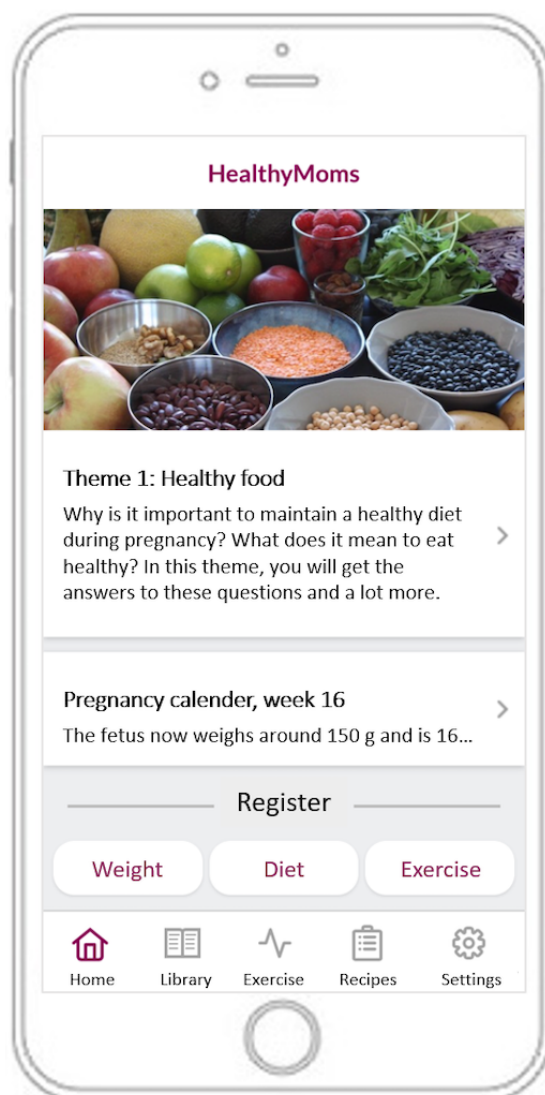 HealthyMoms
Theme 1: Healthy food
Why is it important to maintain a healthy diet
during pregnancy? What does it mean to eat
healthy? In this theme, you will get the
answers to these questions and a lot more.
Pregnancy calender, week 16
The fetus now weighs around 150 g and is 16...
Register
Weight Diet Exercise
Home Library Exercise Recipes Settings